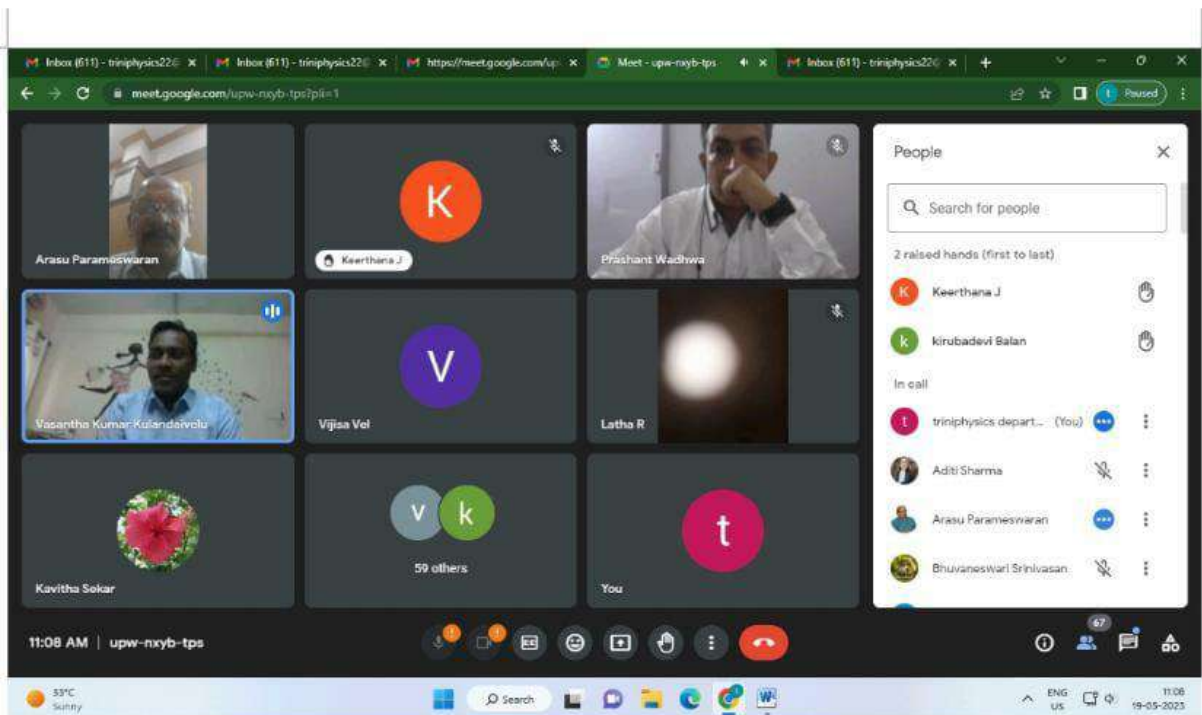 Inbox (611) - triniphysics22@
Inbox (611) - triniphysics22@
https://meet.google.com/up
Meet - upw-nxyb-tps
Inbox (611) - triniphysics22@
meet.google.com/upw-nxyb-tps?pli=1
t
Paused
Arasu Parameswaran
K
Keerthana J
Prashant Wadhwa
Vasantha Kumar Kulandaivelu
V
Vijisa Vel
Latha R
Kavitha Sekar
v k
59 others
t
You
People
Search for people
2 raised hands (first to last)
K Keerthana J
k kirubadevi Balan
In call
t triniphysics depart... (You)
Aditi Sharma
Arasu Parameswaran
Bhuvaneswari Srinivasan
11:08 AM | upw-nxyb-tps
CC
67
33°C
Sunny
Search
W
ENG
US
11:08
19-05-2023